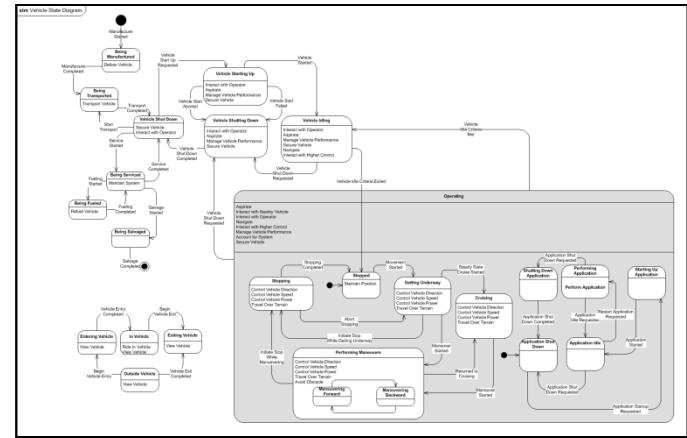 stm Vehicle State Diagram
Manufacture
Started
Being
Manufactured
Deliver Vehicle
Manufacture
Completed
Being
Transported
Transport Vehicle
Transport
Completed
Start
Transport
Vehicle
Start Up
Requested
Vehicle Shut Down
Secure Vehicle
Interact with Operator
Service
Started
Service
Completed
Being Serviced
Maintain System
Fueling
Started
Fueling
Completed
Being Fueled
Refuel Vehicle
Salvage
Started
Being Salvaged
Salvage
Completed
Vehicle Starting Up
Interact with Operator
Aspirate
Manage Vehicle Performance
Secure Vehicle
Vehicle Start
Aborted
Vehicle Start
Failed
Vehicle Shutting Down
Interact with Operator
Aspirate
Manage Vehicle Performance
Secure Vehicle
Vehicle
Shut Down
Completed
Vehicle
Started
Vehicle Idling
Interact with Operator
Aspirate
Manage Vehicle Performance
Secure Vehicle
Navigate
Interact with Higher Control
Vehicle
Shut Down
Requested
Vehicle
Idle Criteria
Met
Vehicle Idle Criteria Exited
Vehicle
Shut Down
Requested
Operating
Aspirate
Interact with Nearby Vehicle
Interact with Operator
Navigate
Interact with Higher Control
Manage Vehicle Performance
Account for System
Secure Vehicle
Stopping
Completed
Stopping
Control Vehicle Direction
Control Vehicle Speed
Control Vehicle Power
Travel Over Terrain
Stopped
Maintain Position
Movement
Started
Getting Underway
Control Vehicle Direction
Control Vehicle Speed
Control Vehicle Power
Travel Over Terrain
Abort
Stopping
Initiate Stop
While Getting Underway
Steady State
Cruise Started
Cruising
Control Vehicle Direction
Control Vehicle Speed
Control Vehicle Power
Travel Over Terrain
Initiate Stop
While
Maneuvering
Performing Maneuvers
Control Vehicle Direction
Control Vehicle Speed
Control Vehicle Power
Travel Over Terrain
Avoid Obstacle
Maneuvering
Forward
Maneuvering
Backward
Maneuver
Started
Returned to
Cruising
Maneuver
Started
Application Shut
Down Requested
Shutting Down
Application
Performing
Application
Perform Application
Starting Up
Application
Application Shut
Down Completed
Application
Idle Requested
Restart Application
Requested
Application
Started
Application Shut
Down
Application Idle
Application Shut
Down Requested
Application Startup
Requested
Vehicle Entry
Completed
Begin
Vehicle Exit
Entering Vehicle
View Vehicle
In Vehicle
Ride In Vehicle
View Vehicle
Exiting Vehicle
View Vehicle
Begin
Vehicle Entry
Outside Vehicle
View Vehicle
Vehicle Exit
Completed